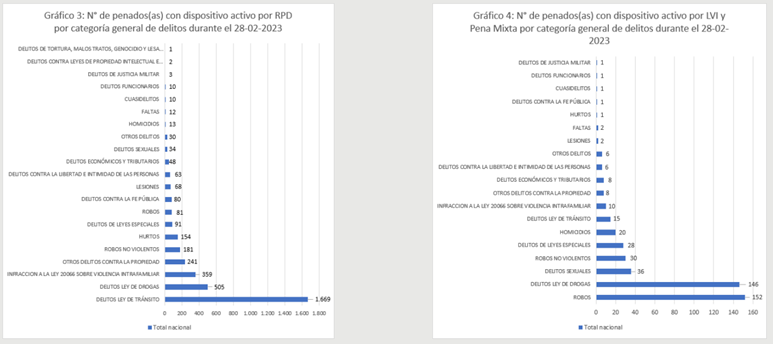 Gráfico 3: N° de penados(as) con dispositivo activo por RPD
por categoría general de delitos durante el 28-02-2023
DELITOS DE TORTURA, MALOS TRATOS, GENOCIDIO Y LESA... 1
DELITOS CONTRA LEYES DE PROPIEDAD INTELECTUAL E... 2
DELITOS DE JUSTICIA MILITAR 3
DELITOS FUNCIONARIOS 10
CUASIDELITOS 10
FALTAS 12
HOMICIDIOS 13
OTROS DELITOS 30
DELITOS SEXUALES 34
DELITOS ECONÓMICOS Y TRIBUTARIOS 48
DELITOS CONTRA LA LIBERTAD E INTIMIDAD DE LAS PERSONAS 63
LESIONES 68
DELITOS CONTRA LA FE PÚBLICA 80
ROBOS 81
DELITOS DE LEYES ESPECIALES 91
HURTOS 154
ROBOS NO VIOLENTOS 181
OTROS DELITOS CONTRA LA PROPIEDAD 241
INFRACCION A LA LEY 20066 SOBRE VIOLENCIA INTRAFAMILIAR 359
DELITOS LEY DE DROGAS 505
DELITOS LEY DE TRÁNSITO 1.669
0 200 400 600 800 1.000 1.200 1.400 1.600 1.800
Total nacional
Gráfico 4: N° de penados(as) con dispositivo activo por LVI y
Pena Mixta por categoría general de delitos durante el 28-02-
2023
DELITOS DE JUSTICIA MILITAR 1
DELITOS FUNCIONARIOS 1
CUASIDELITOS 1
DELITOS CONTRA LA FE PÚBLICA 1
HURTOS 1
FALTAS 2
LESIONES 2
OTROS DELITOS 6
DELITOS CONTRA LA LIBERTAD E INTIMIDAD DE LAS PERSONAS 6
DELITOS ECONÓMICOS Y TRIBUTARIOS 8
OTROS DELITOS CONTRA LA PROPIEDAD 8
INFRACCION A LA LEY 20066 SOBRE VIOLENCIA INTRAFAMILIAR 10
DELITOS LEY DE TRÁNSITO 15
HOMICIDIOS 20
DELITOS DE LEYES ESPECIALES 28
ROBOS NO VIOLENTOS 30
DELITOS SEXUALES 36
DELITOS LEY DE DROGAS 146
ROBOS 152
0 20 40 60 80 100 120 140 160
Total nacional